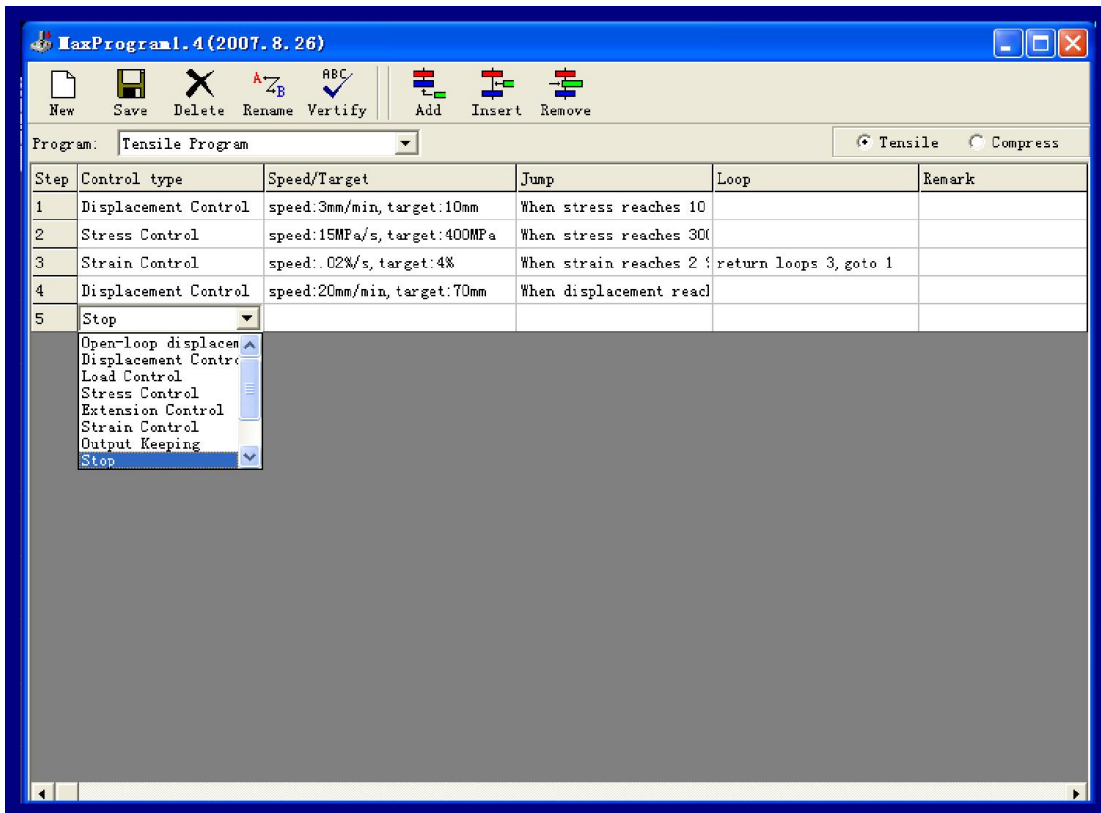 MaxProgram1.4(2007.8.26)
New Save Delete Rename Vertify Add Insert Remove
Program: Tensile Program Tensile Compress
Step Control type Speed/Target Jump Loop Remark
1 Displacement Control speed:3mm/min, target:10mm When stress reaches 10
2 Stress Control speed:15MPa/s, target:400MPa When stress reaches 300
3 Strain Control speed:.02%/s, target:4% When strain reaches 2 % return loops 3, goto 1
4 Displacement Control speed:20mm/min, target:70mm When displacement reacl
5 Stop
Open-loop displacem
Displacement Contro
Load Control
Stress Control
Extension Control
Strain Control
Output Keeping
Stop